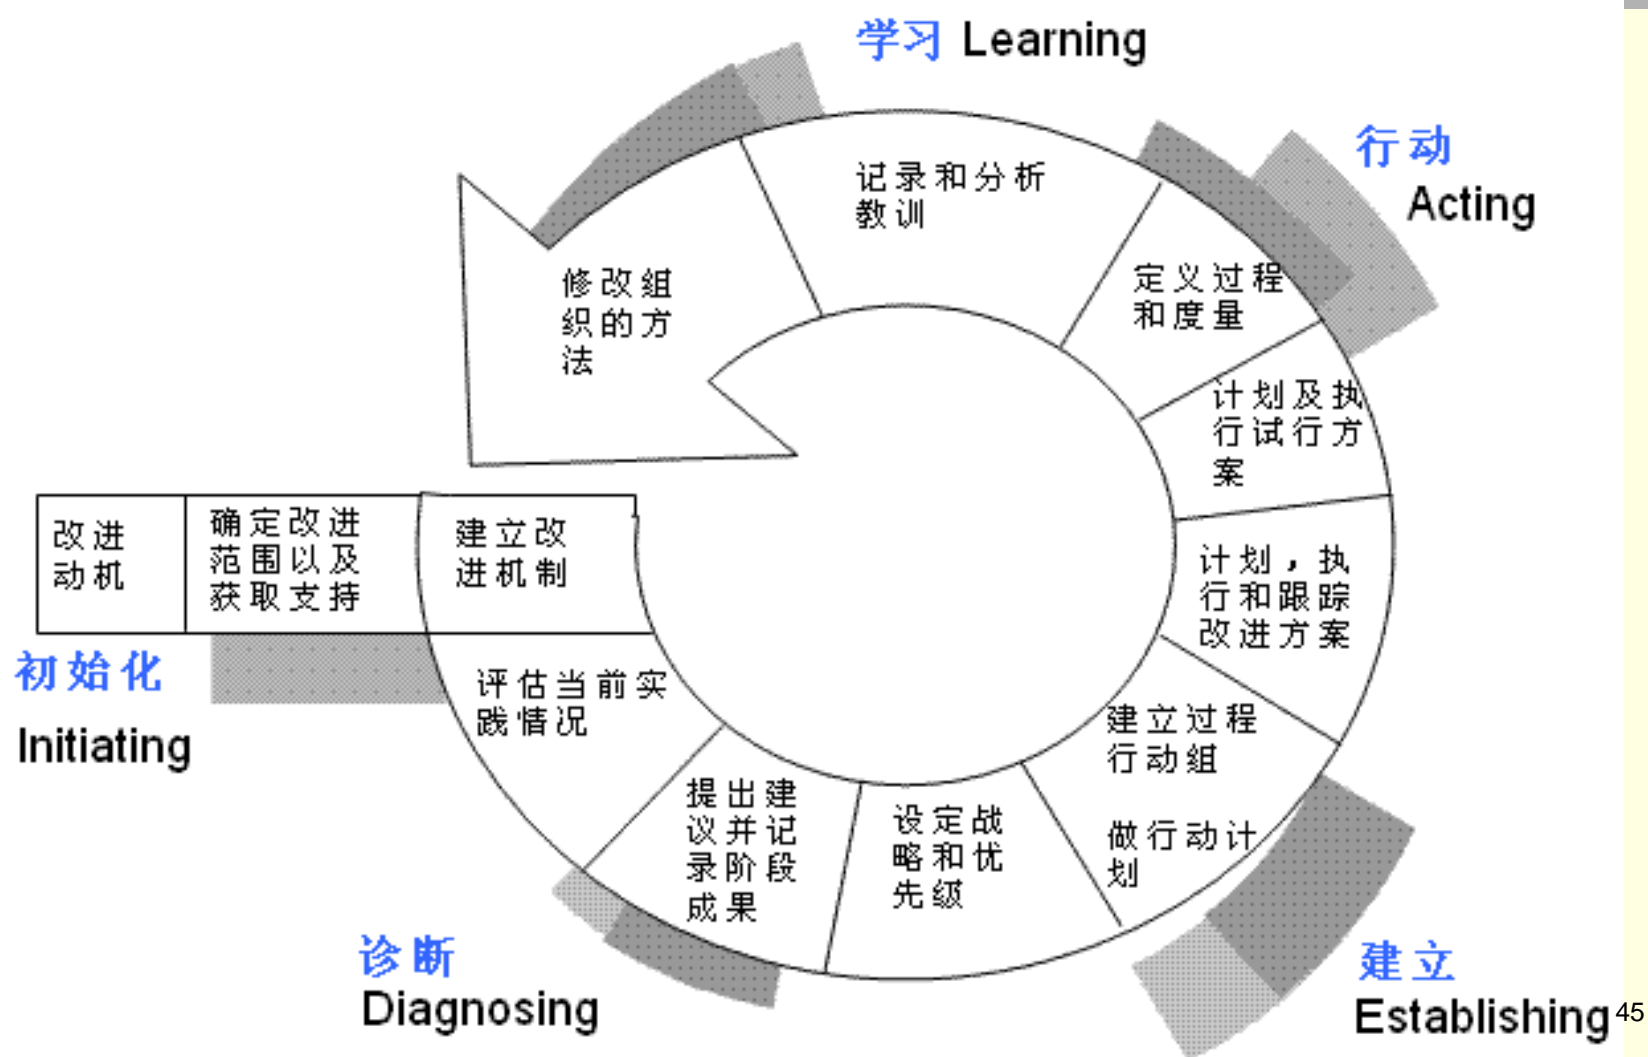 学习 Learning
行动
Acting
记录和分析
教训
定义过程
和度量
修改组
织的方
法
计划及执
行试行方
案
改进
动机
确定改进
范围以及
获取支持
建立改
进机制
计划，执
行和跟踪
改进方案
初始化
Initiating
评估当前实
践情况
建立过程
行动组
做行动计
划
提出建
议并记
录阶段
成果
设定战
略和优
先级
诊断
Diagnosing
建立
Establishing
45